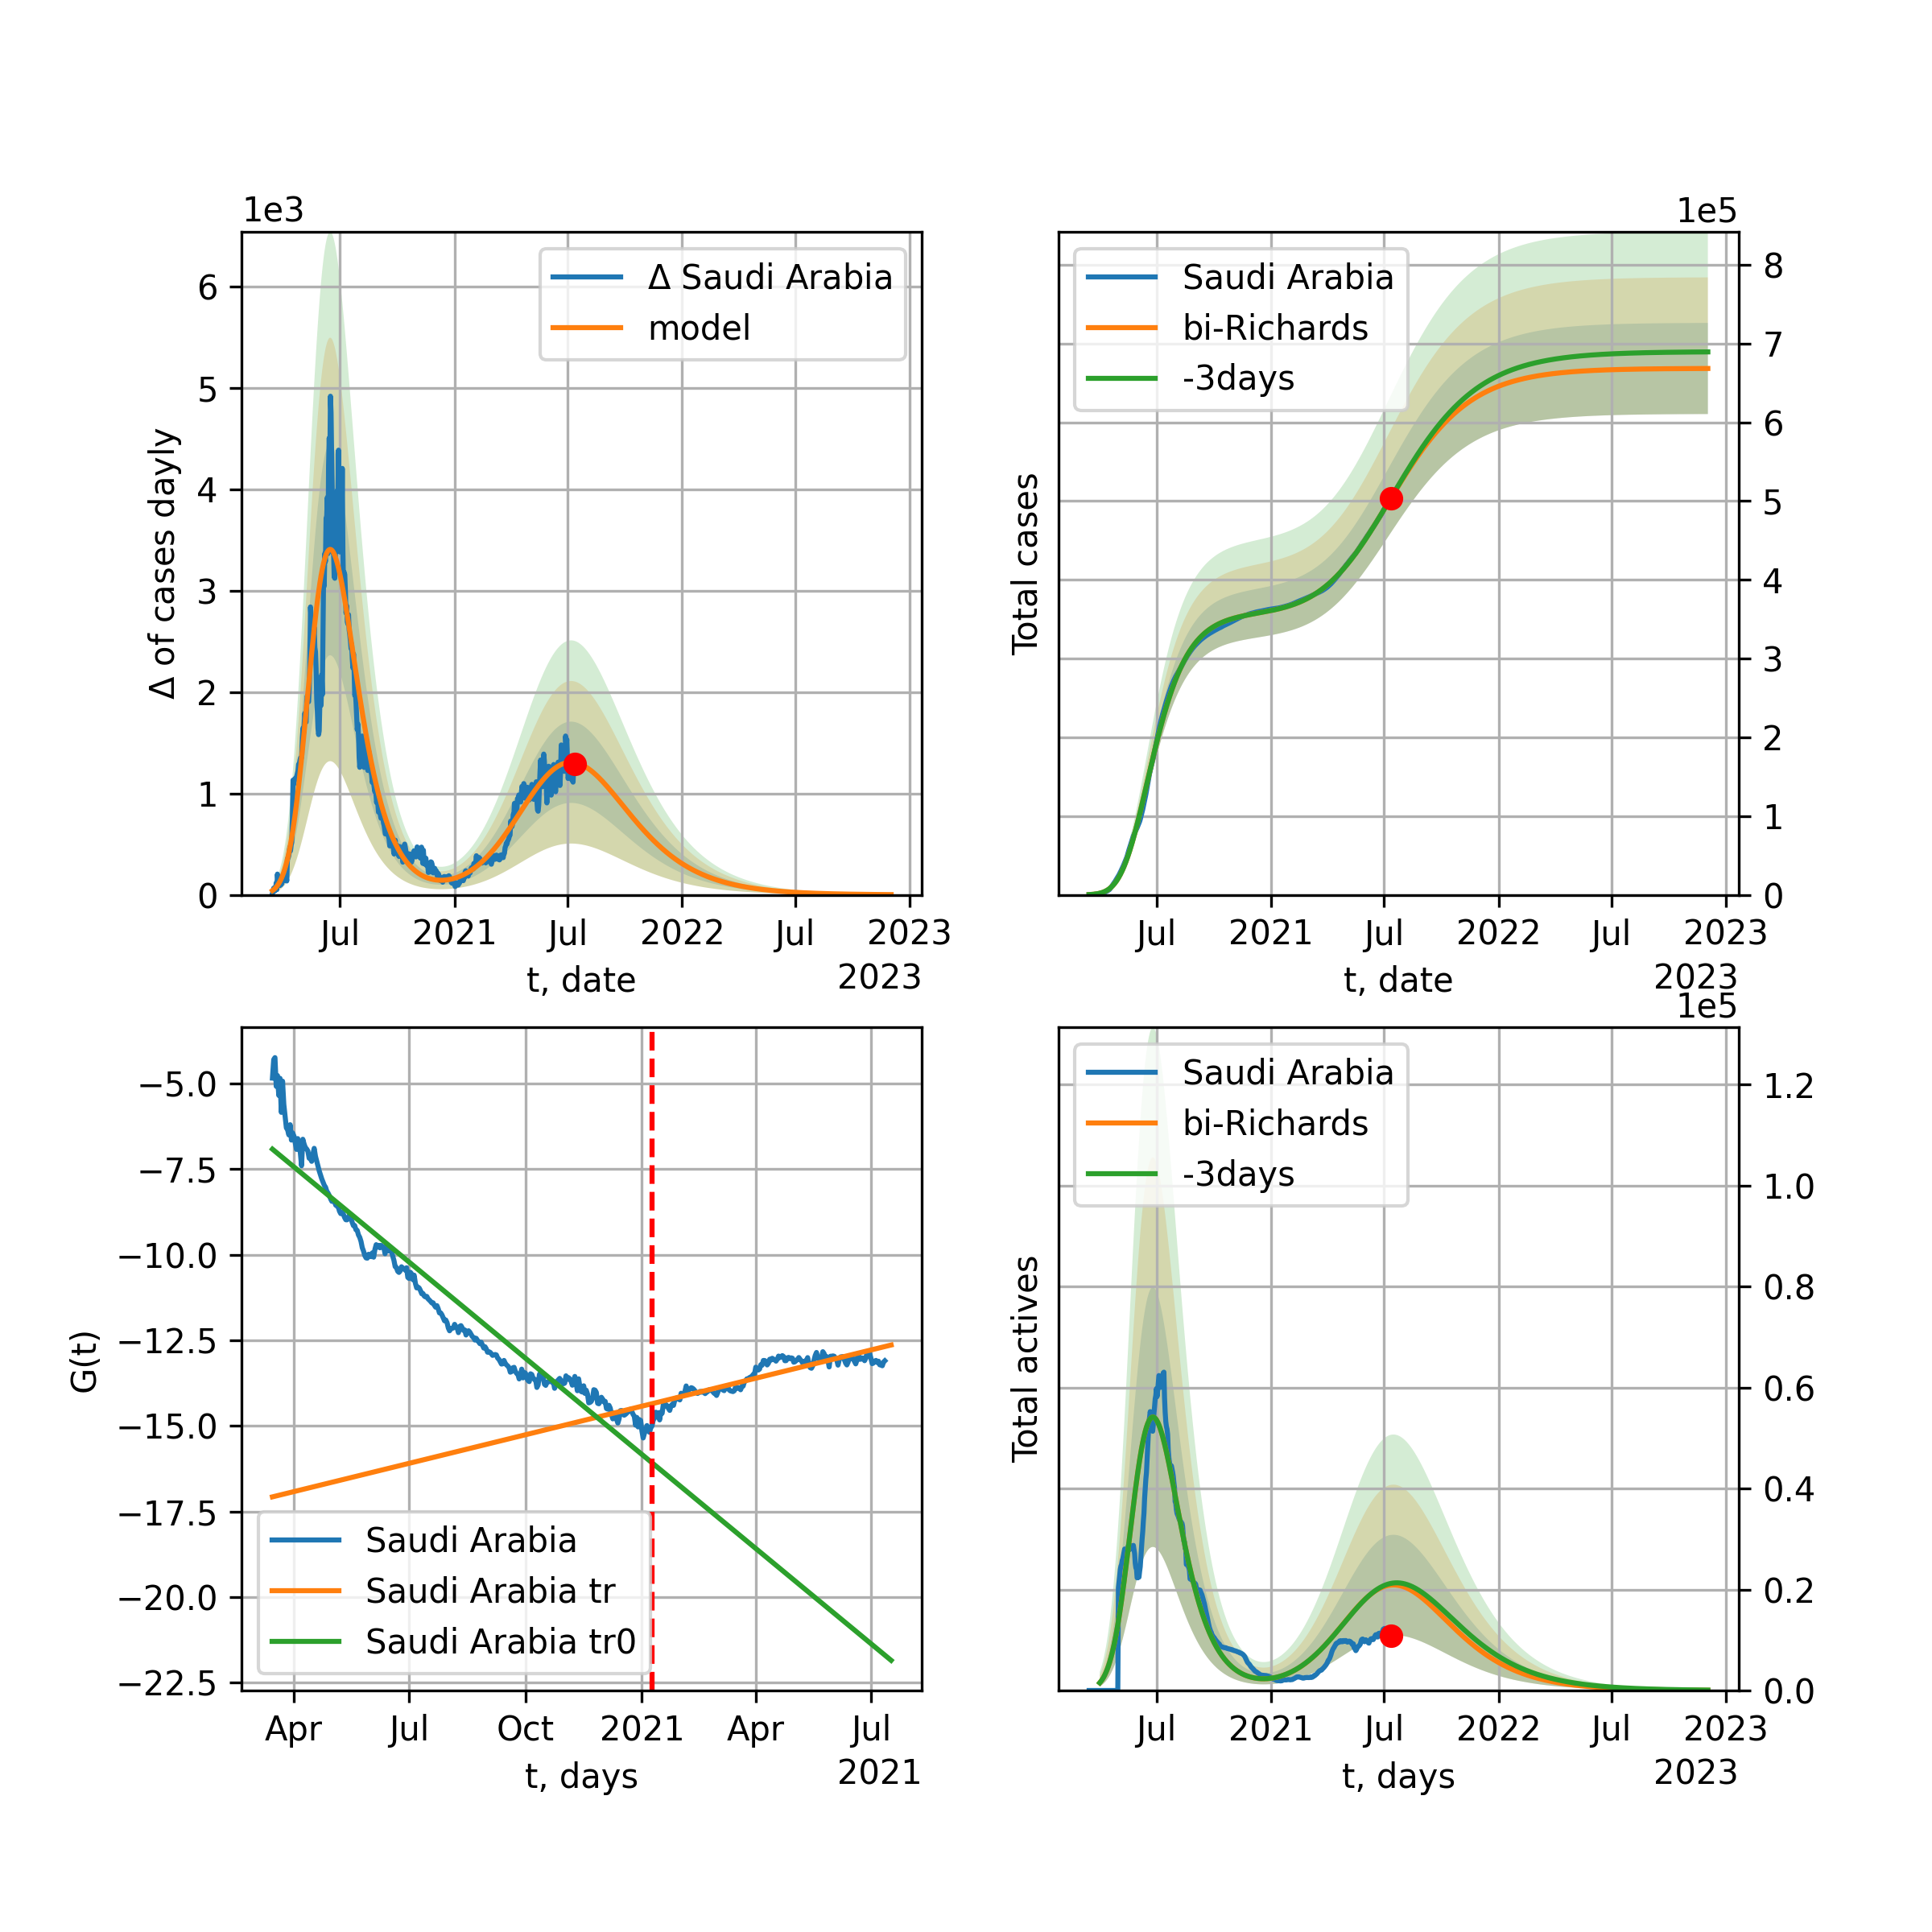 1e3
Δ of cases dayly
6
5
4
3
2
1
0
Δ Saudi Arabia
model
Jul
2021
Jul
2022
Jul
2023
t, date
2023
1e5
Total cases
Saudi Arabia
bi-Richards
-3days
8
7
6
5
4
3
2
1
0
Jul
2021
Jul
2022
Jul
2023
t, date
2023
G(t)
−5.0
−7.5
−10.0
−12.5
−15.0
−17.5
−20.0
−22.5
Saudi Arabia
Saudi Arabia tr
Saudi Arabia tr0
Apr
Jul
Oct
2021
Apr
Jul
t, days
2021
1e5
Total actives
Saudi Arabia
bi-Richards
-3days
1.2
1.0
0.8
0.6
0.4
0.2
0.0
Jul
2021
Jul
2022
Jul
2023
t, days
2023